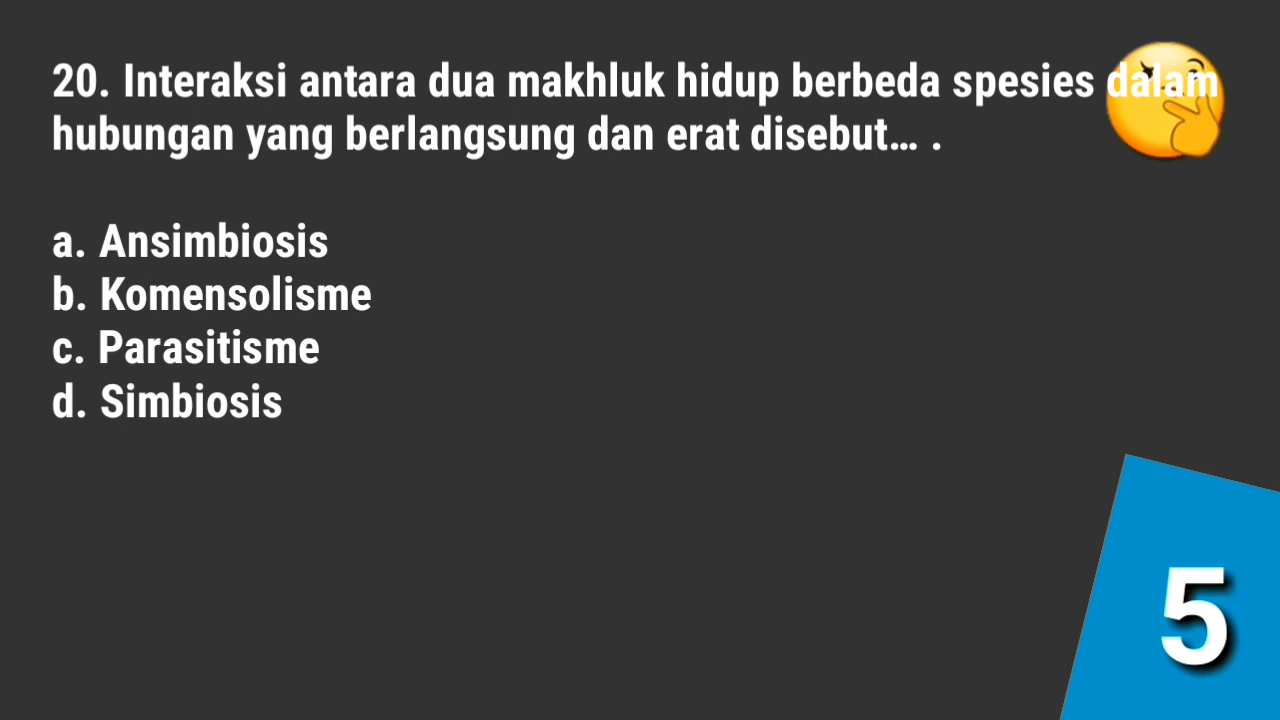 20. Interaksi antara dua makhluk hidup berbeda spesies dalam
hubungan yang berlangsung dan erat disebut... .
a. Ansimbiosis
b. Komensolisme
c. Parasitisme
d. Simbiosis
5